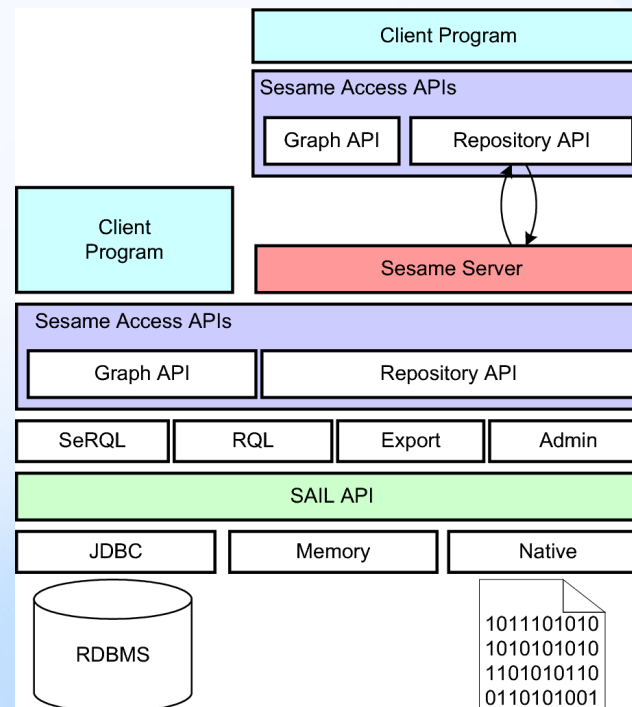 Client Program
Sesame Access APIs
Graph API
Repository API
Client
Program
Sesame Server
Sesame Access APIs
Graph API
Repository API
SeRQL
RQL
Export
Admin
SAIL API
JDBC
Memory
Native
RDBMS
1011101010
1010101010
1101010110
0110101001